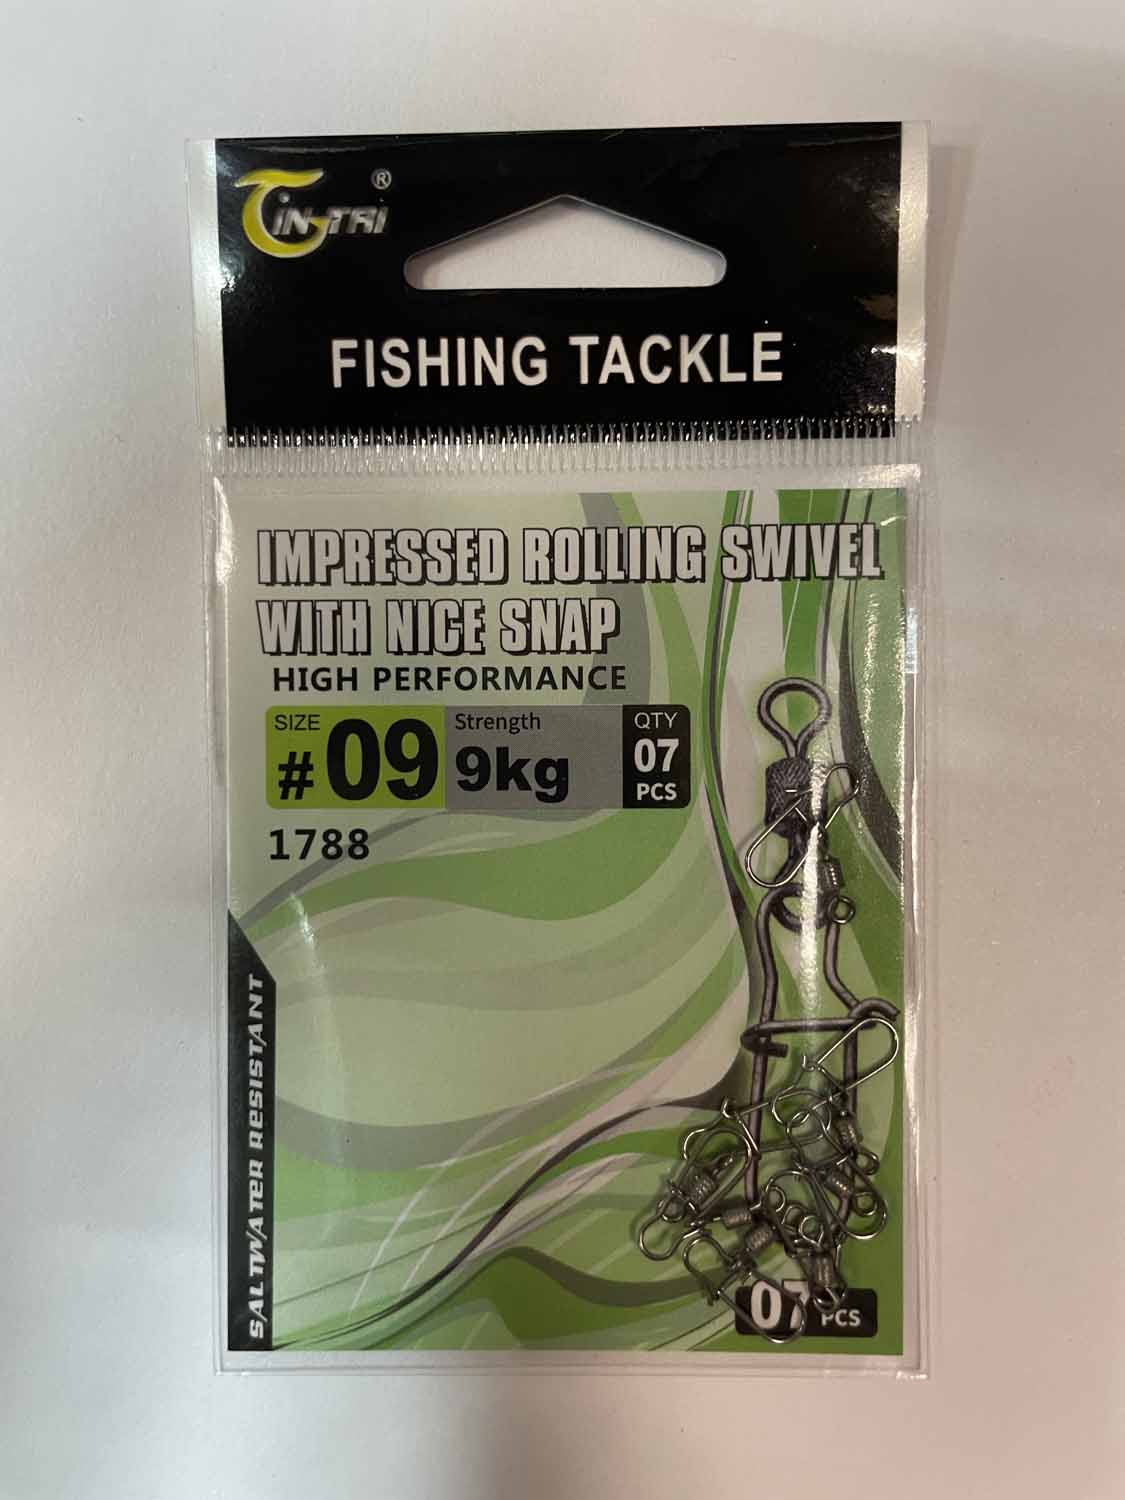 GIN-TRI ®
FISHING TACKLE
IMPRESSED ROLLING SWIVEL
WITH NICE SNAP
HIGH PERFORMANCE
SIZE Strength QTY
#09 9kg 07
PCS
1788
SALTWATER RESISTANT
07 PCS